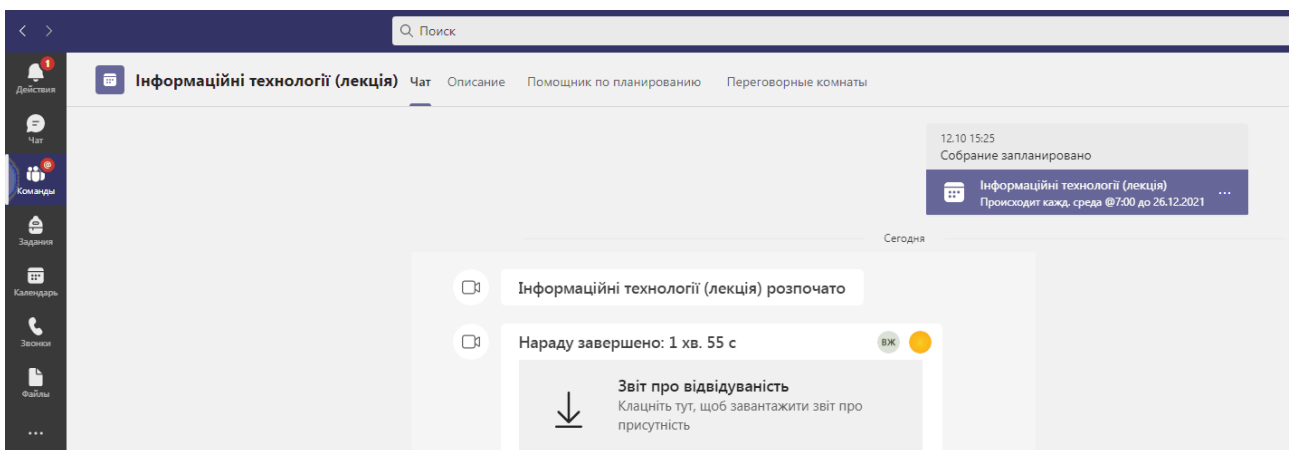 Поиск
1
Действия
Чат
@
Команды
Задания
Календарь
Звонки
Файлы
Інформаційні технології (лекція) Чат Описание Помощник по планированию Переговорные комнаты
12.10 15:25
Собрание запланировано
Інформаційні технології (лекція)
Происходит кажд. среда @7:00 до 26.12.2021
Сегодня
Інформаційні технології (лекція) розпочато
Нараду завершено: 1 хв. 55 с
ВЖ
Звіт про відвідуваність
Клацніть тут, щоб завантажити звіт про
присутність